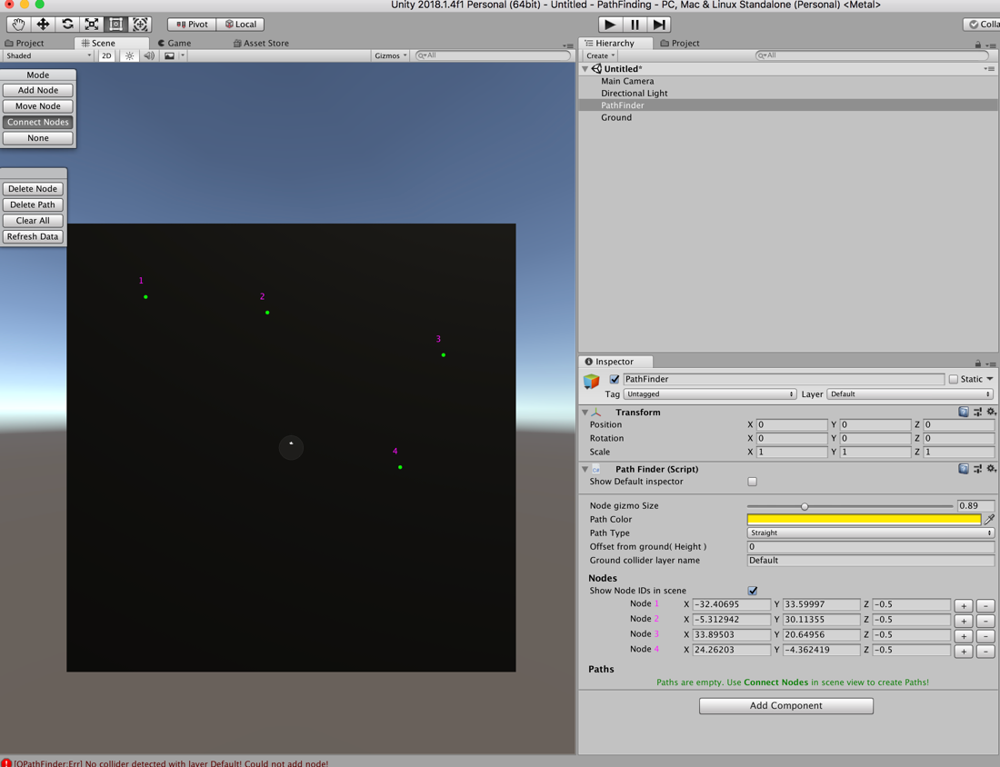 Unity 2018.1.4f1 Personal (64bit) - Untitled - PathFinding - PC, Mac & Linux Standalone (Personal) <Metal>
Pivot Local Colla
Project Scene Game Asset Store
Shaded 2D Gizmos All
Mode
Add Node
Move Node
Connect Nodes
None
Delete Node
Delete Path
Clear All
Refresh Data
1
2
3
4
Hierarchy Project
Create All
Untitled*
Main Camera
Directional Light
PathFinder
Ground
Inspector
PathFinder Static
Tag Untagged Layer Default
Transform
Position X 0 Y 0 Z 0
Rotation X 0 Y 0 Z 0
Scale X 1 Y 1 Z 1
Path Finder (Script)
Show Default inspector
Node gizmo Size 0.89
Path Color
Path Type Straight
Offset from ground( Height ) 0
Ground collider layer name Default
Nodes
Show Node IDs in scene
Node 1 X -32.40695 Y 33.59997 Z -0.5 + -
Node 2 X -5.312942 Y 30.11355 Z -0.5 + -
Node 3 X 33.89503 Y 20.64956 Z -0.5 + -
Node 4 X 24.26203 Y -4.362419 Z -0.5 + -
Paths
Paths are empty. Use Connect Nodes in scene view to create Paths!
Add Component
[QPathFinder:Err] No collider detected with layer Default! Could not add node!